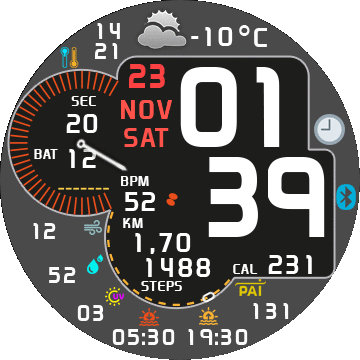 14
21
-10°C
23
NOV
SAT
01
39
SEC
20
BAT
12
BPM
52
KM
1,70
1488
STEPS
CAL 231
PAI
131
12
52
UV
03
05:30 19:30